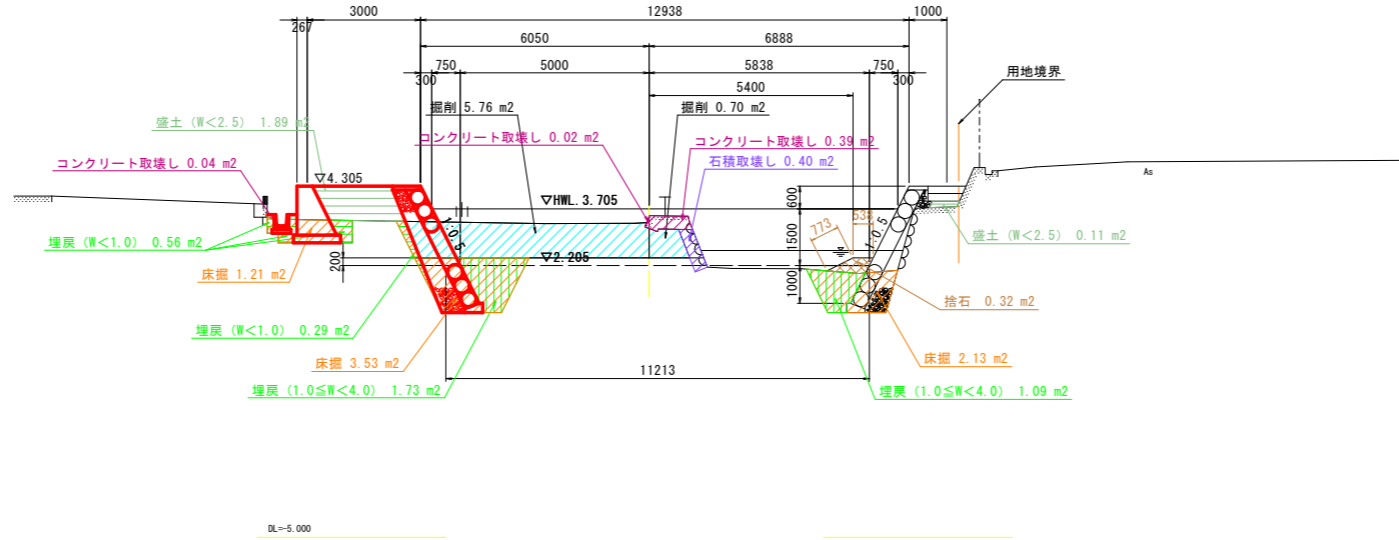 3000
12938
1000
267
6050
6888
750
5000
5838
750
300
300
5400
用地境界
掘削 5.76 m2
掘削 0.70 m2
盛土 (W<2.5) 1.89 m2
コンクリート取壊し 0.02 m2
コンクリート取壊し 0.39 m2
コンクリート取壊し 0.04 m2
石積取壊し 0.40 m2
As
▽4.305
▽HWL.3.705
600
538
773
1:0.5
1:0.5
1500
盛土 (W<2.5) 0.11 m2
埋戻 (W<1.0) 0.56 m2
▽2.205
200
床掘 1.21 m2
1000
捨石 0.32 m2
埋戻 (W<1.0) 0.29 m2
床掘 3.53 m2
床掘 2.13 m2
11213
埋戻 (1.0≦W<4.0) 1.73 m2
埋戻 (1.0≦W<4.0) 1.09 m2
DL=-5.000